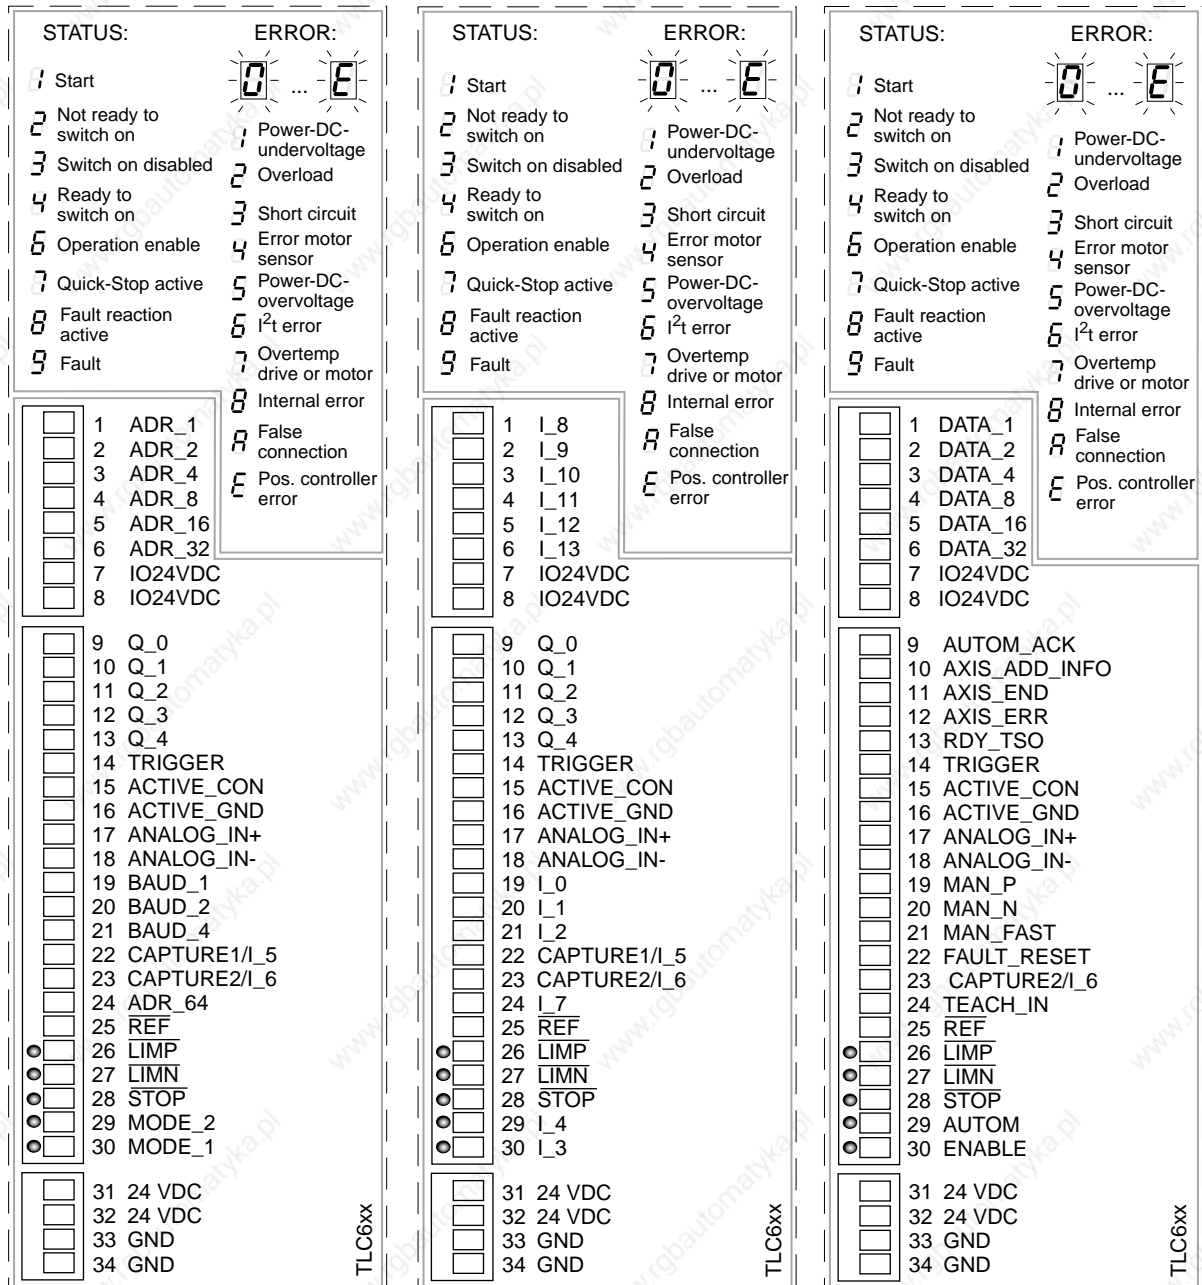 STATUS:
1 Start
2 Not ready to
switch on
3 Switch on disabled
4 Ready to
switch on
6 Operation enable
7 Quick-Stop active
8 Fault reaction
active
9 Fault
ERROR:
0 ... E
1 Power-DC-
undervoltage
2 Overload
3 Short circuit
4 Error motor
sensor
5 Power-DC-
overvoltage
6 I²t error
7 Overtemp
drive or motor
8 Internal error
A False
connection
E Pos. controller
error
1 ADR_1
2 ADR_2
3 ADR_4
4 ADR_8
5 ADR_16
6 ADR_32
7 IO24VDC
8 IO24VDC
9 Q_0
10 Q_1
11 Q_2
12 Q_3
13 Q_4
14 TRIGGER
15 ACTIVE_CON
16 ACTIVE_GND
17 ANALOG_IN+
18 ANALOG_IN-
19 BAUD_1
20 BAUD_2
21 BAUD_4
22 CAPTURE1/I_5
23 CAPTURE2/I_6
24 ADR_64
25 REF
26 LIMP
27 LIMN
28 STOP
29 MODE_2
30 MODE_1
31 24 VDC
32 24 VDC
33 GND
34 GND
TLC6xx
STATUS:
1 Start
2 Not ready to
switch on
3 Switch on disabled
4 Ready to
switch on
6 Operation enable
7 Quick-Stop active
8 Fault reaction
active
9 Fault
ERROR:
0 ... E
1 Power-DC-
undervoltage
2 Overload
3 Short circuit
4 Error motor
sensor
5 Power-DC-
overvoltage
6 I²t error
7 Overtemp
drive or motor
8 Internal error
A False
connection
E Pos. controller
error
1 I_8
2 I_9
3 I_10
4 I_11
5 I_12
6 I_13
7 IO24VDC
8 IO24VDC
9 Q_0
10 Q_1
11 Q_2
12 Q_3
13 Q_4
14 TRIGGER
15 ACTIVE_CON
16 ACTIVE_GND
17 ANALOG_IN+
18 ANALOG_IN-
19 I_0
20 I_1
21 I_2
22 CAPTURE1/I_5
23 CAPTURE2/I_6
24 I_7
25 REF
26 LIMP
27 LIMN
28 STOP
29 I_4
30 I_3
31 24 VDC
32 24 VDC
33 GND
34 GND
TLC6xx
STATUS:
1 Start
2 Not ready to
switch on
3 Switch on disabled
4 Ready to
switch on
6 Operation enable
7 Quick-Stop active
8 Fault reaction
active
9 Fault
ERROR:
0 ... E
1 Power-DC-
undervoltage
2 Overload
3 Short circuit
4 Error motor
sensor
5 Power-DC-
overvoltage
6 I²t error
7 Overtemp
drive or motor
8 Internal error
A False
connection
E Pos. controller
error
1 DATA_1
2 DATA_2
3 DATA_4
4 DATA_8
5 DATA_16
6 DATA_32
7 IO24VDC
8 IO24VDC
9 AUTOM_ACK
10 AXIS_ADD_INFO
11 AXIS_END
12 AXIS_ERR
13 RDY_TSO
14 TRIGGER
15 ACTIVE_CON
16 ACTIVE_GND
17 ANALOG_IN+
18 ANALOG_IN-
19 MAN_P
20 MAN_N
21 MAN_FAST
22 FAULT_RESET
23 CAPTURE2/I_6
24 TEACH_IN
25 REF
26 LIMP
27 LIMN
28 STOP
29 AUTOM
30 ENABLE
31 24 VDC
32 24 VDC
33 GND
34 GND
TLC6xx
www.rgbautomatyka.pl